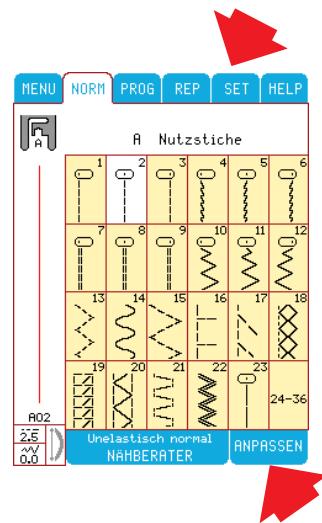 MENU NORM PROG REP SET HELP
A
A Nutzstiche
1 2 3 4 5 6
7 8 9 10 11 12
13 14 15 16 17 18
19 20 21 22 23 24-36
A02
2.5 Unelastisch normal ANPASSEN
0.0 NÄHBERATER